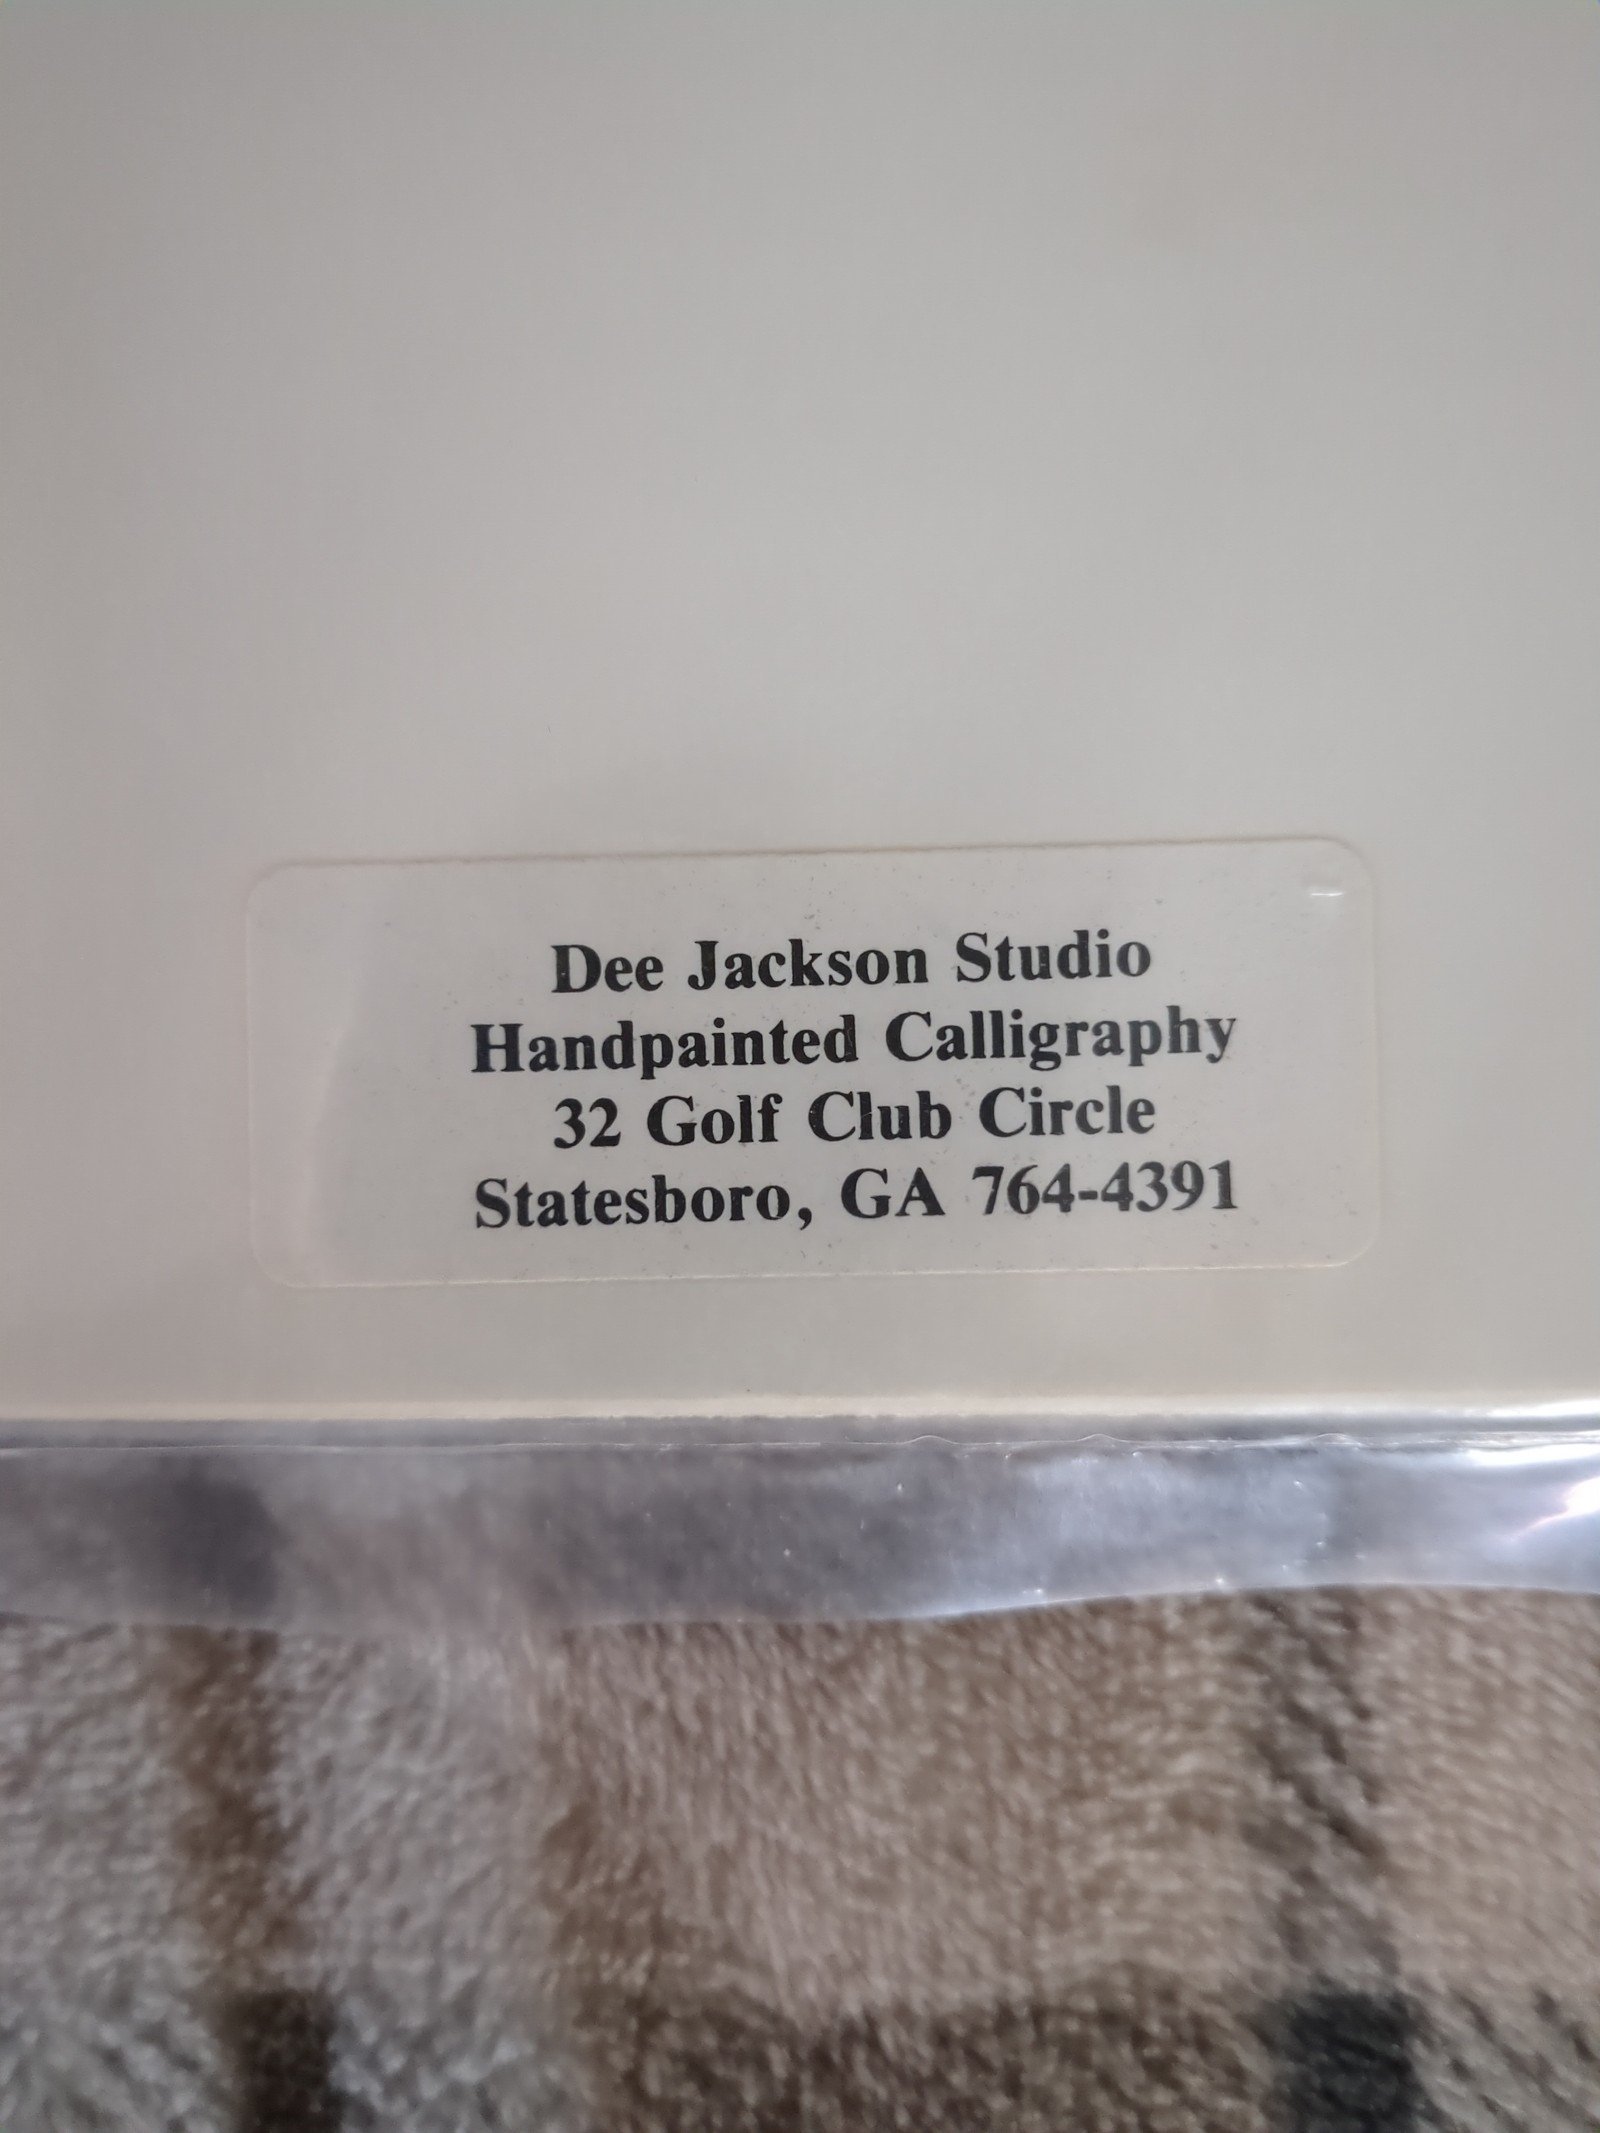 Dee Jackson Studio
Handpainted Calligraphy
32 Golf Club Circle
Statesboro, GA 764-4391